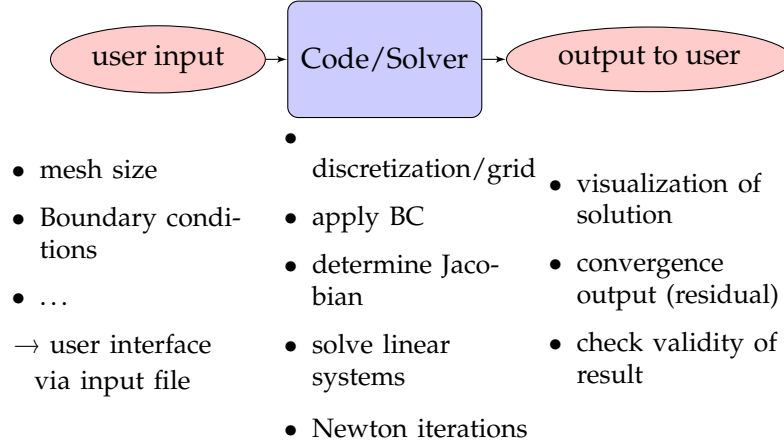 user input
Code/Solver
output to user
• mesh size
• Boundary condi-
tions
• ...
→ user interface
via input file
•
discretization/grid
• apply BC
• determine Jaco-
bian
• solve linear
systems
• Newton iterations
• visualization of
solution
• convergence
output (residual)
• check validity of
result